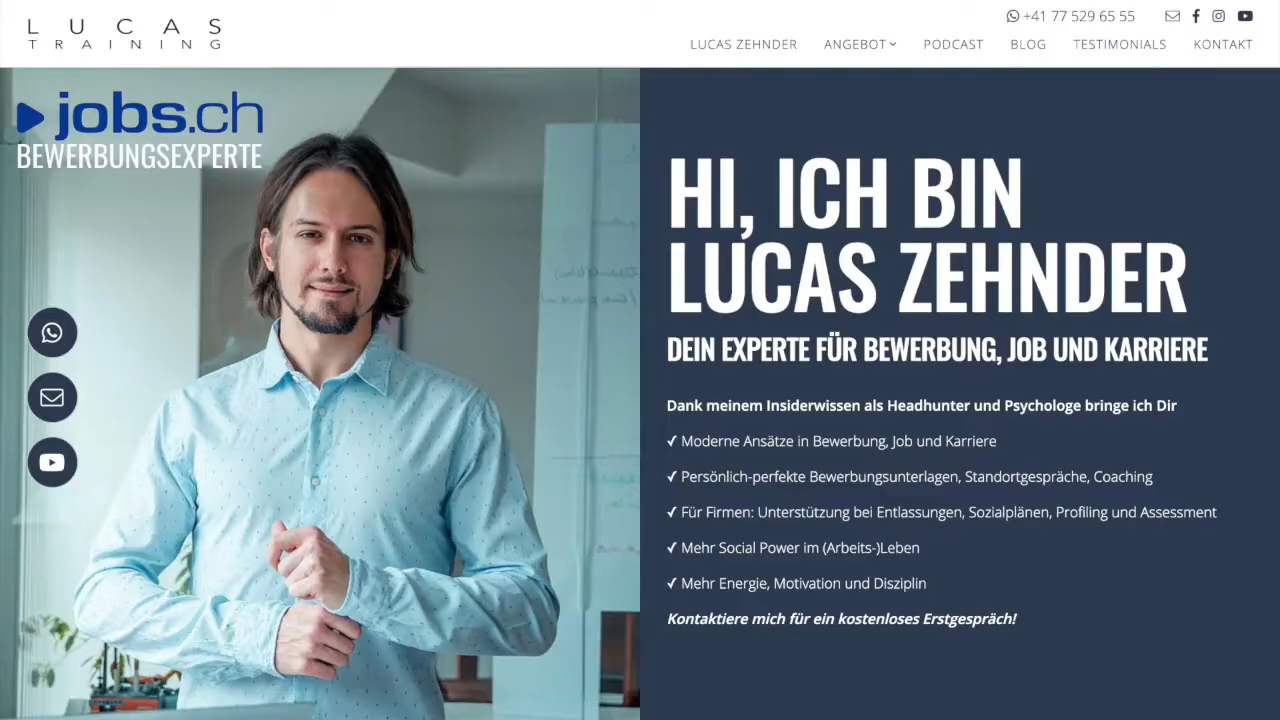 LUCAS
TRAINING
+41 77 529 65 55
LUCAS ZEHNDER ANGEBOT PODCAST BLOG TESTIMONIALS KONTAKT
jobs.ch
BEWERBUNGSEXPERTE
HI, ICH BIN
LUCAS ZEHNDER
DEIN EXPERTE FÜR BEWERBUNG, JOB UND KARRIERE
Dank meinem Insiderwissen als Headhunter und Psychologe bringe ich Dir
✓ Moderne Ansätze in Bewerbung, Job und Karriere
✓ Persönlich-perfekte Bewerbungsunterlagen, Standortgespräche, Coaching
✓ Für Firmen: Unterstützung bei Entlassungen, Sozialplänen, Profiling und Assessment
✓ Mehr Social Power im (Arbeits-)Leben
✓ Mehr Energie, Motivation und Disziplin
Kontaktiere mich für ein kostenloses Erstgespräch!